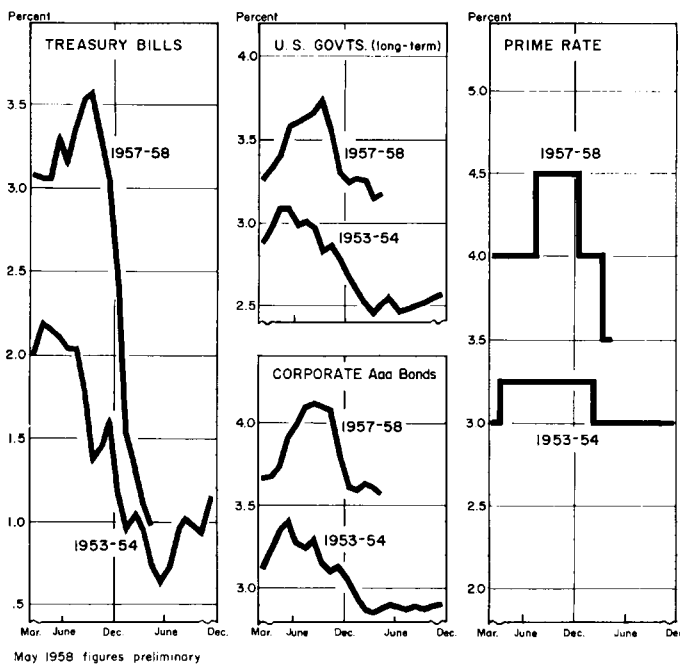 Percent
TREASURY BILLS
3.5
1957-58
3.0
2.5
2.0
1.5
1.0
1953-54
.5
Mar. June Dec. June Dec.
Percent
U.S. GOVTS. (long-term)
4.0
3.5
1957-58
3.0
1953-54
2.5
June Dec. June Dec.
CORPORATE Aaa Bonds
4.0
1957-58
3.5
1953-54
3.0
Mar. June Dec. June Dec.
Percent
PRIME RATE
5.0
1957-58
4.5
4.0
3.5
3.0
1953-54
2.5
2.0
Mar. June Dec. June Dec.
May 1958 figures preliminary